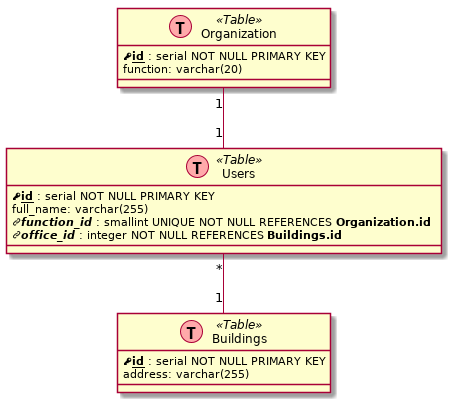 T «Table»
Organization
id : serial NOT NULL PRIMARY KEY
function: varchar(20)
1
1
T «Table»
Users
id : serial NOT NULL PRIMARY KEY
full_name: varchar(255)
function_id : smallint UNIQUE NOT NULL REFERENCES Organization.id
office_id : integer NOT NULL REFERENCES Buildings.id
*
1
T «Table»
Buildings
id : serial NOT NULL PRIMARY KEY
address: varchar(255)